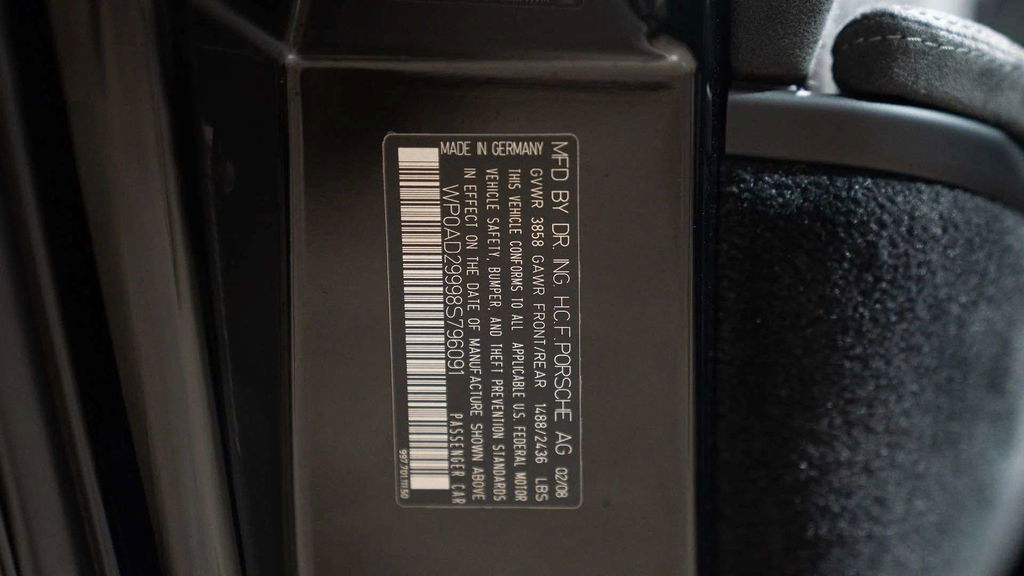 MFD BY DR. ING. H.C.F. PORSCHE AG 02/08
GVWR 3858 GAWR FRONT/REAR 1488/2436 LBS
THIS VEHICLE CONFORMS TO ALL APPLICABLE U.S. FEDERAL MOTOR
VEHICLE SAFETY, BUMPER AND THEFT PREVENTION STANDARDS
IN EFFECT ON THE DATE OF MANUFACTURE SHOWN ABOVE
WP0AD29998S796091 PASSENGER CAR
MADE IN GERMANY